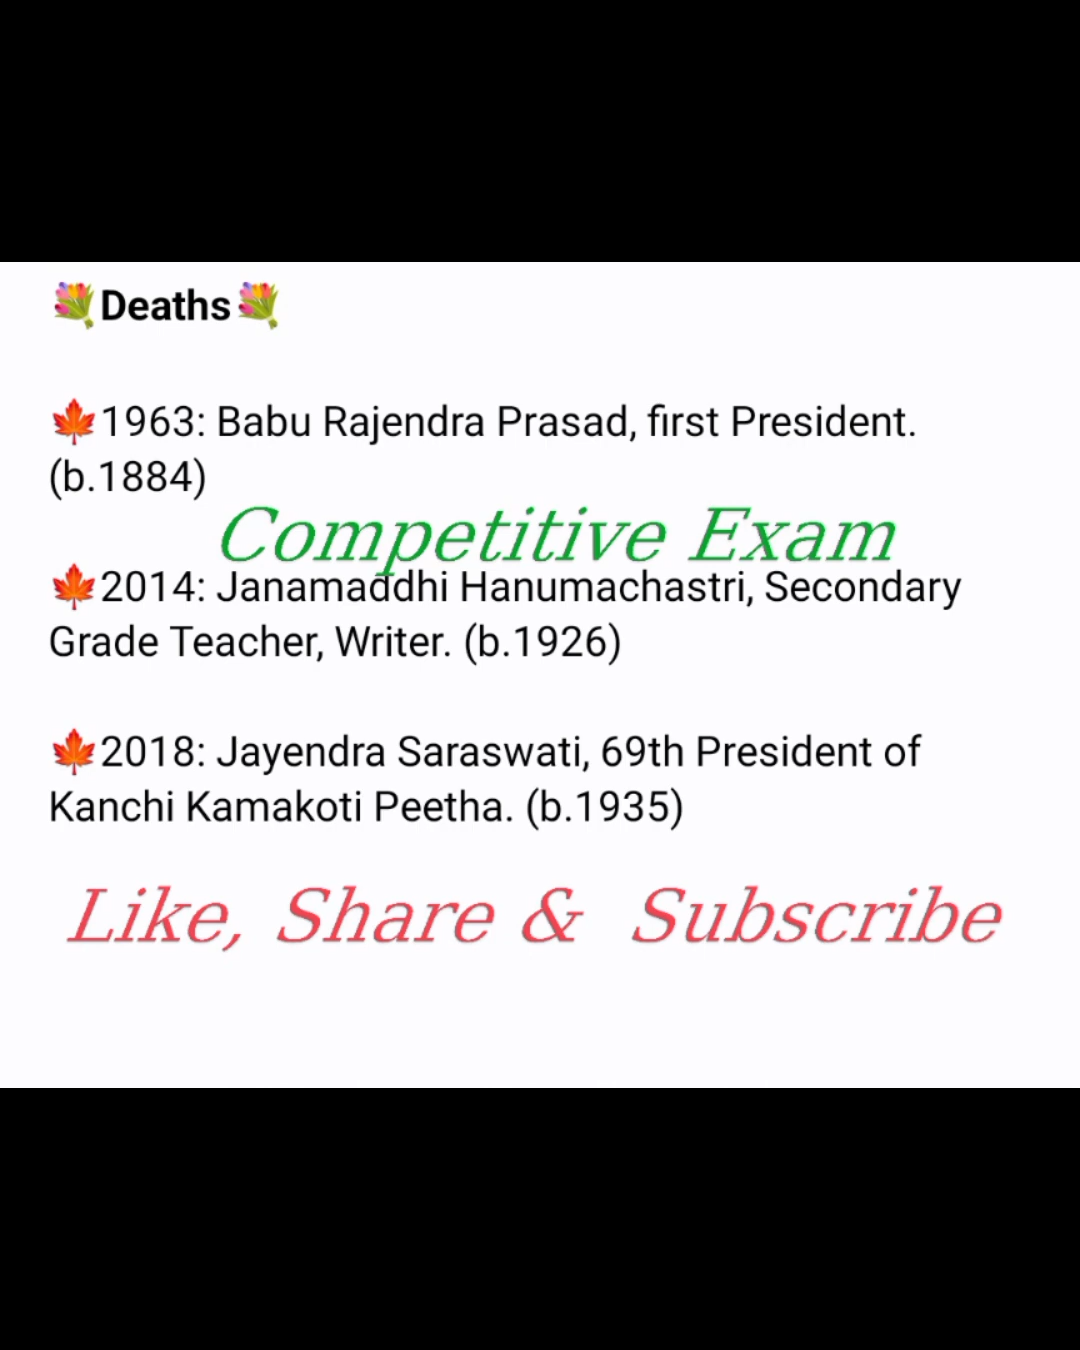 💐Deaths💐
🍁1963: Babu Rajendra Prasad, first President.
(b.1884)
Competitive Exam
🍁2014: Janamaddhi Hanumachastri, Secondary
Grade Teacher, Writer. (b.1926)
🍁2018: Jayendra Saraswati, 69th President of
Kanchi Kamakoti Peetha. (b.1935)
Like, Share & Subscribe